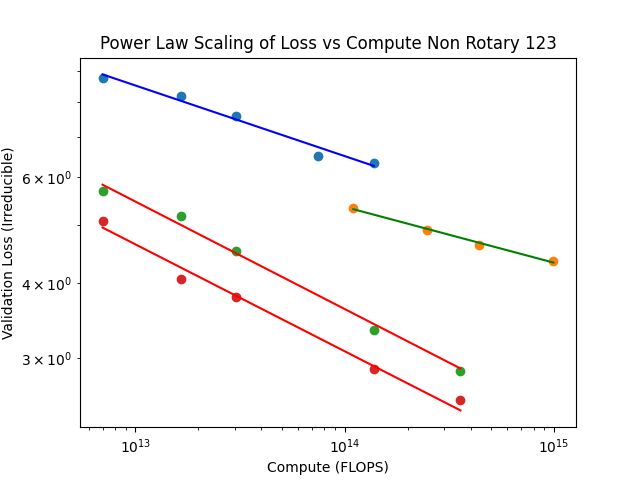 Power Law Scaling of Loss vs Compute Non Rotary 123
Validation Loss (Irreducible)
6 × 10⁰
4 × 10⁰
3 × 10⁰
10¹³ 10¹⁴ 10¹⁵
Compute (FLOPS)